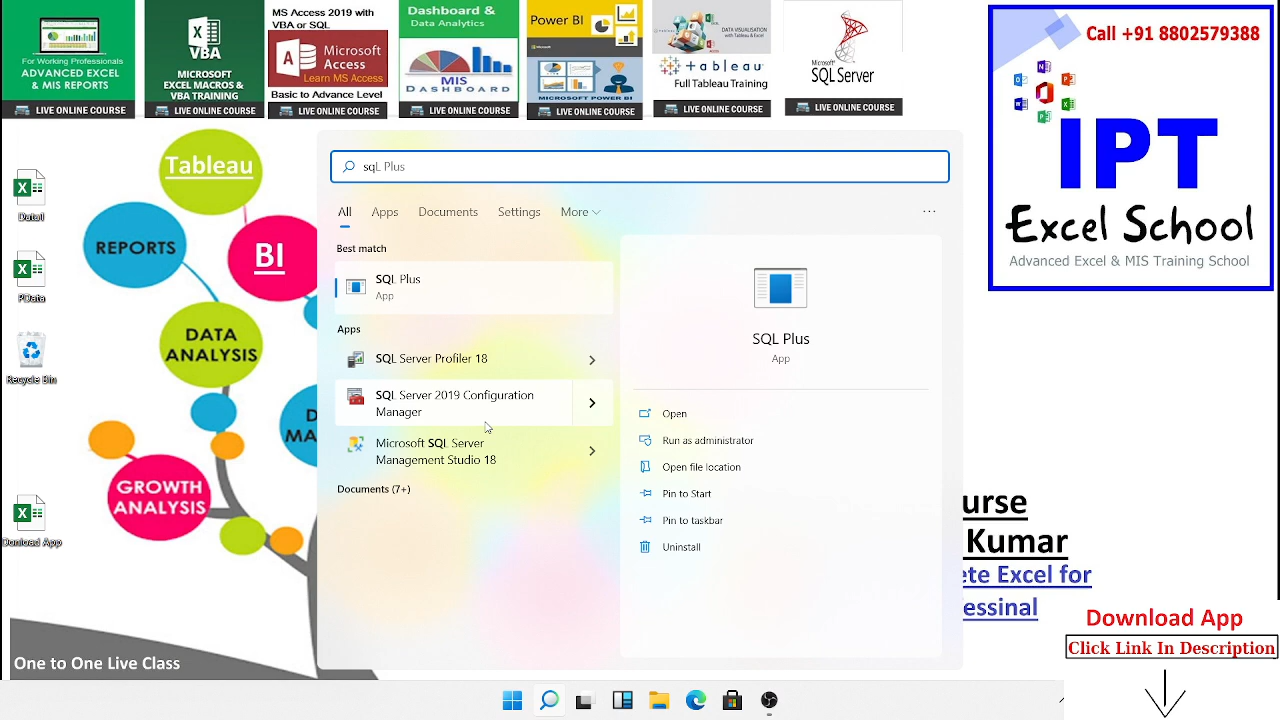 For Working Professionals
ADVANCED EXCEL
& MIS REPORTS
LIVE ONLINE COURSE
VBA
MICROSOFT
EXCEL MACROS &
VBA TRAINING
LIVE ONLINE COURSE
MS Access 2019 with
VBA or SQL
Microsoft
Access
Learn MS Access
Basic to Advance Level
LIVE ONLINE COURSE
Dashboard &
Data Analytics
MIS
DASHBOARD
LIVE ONLINE COURSE
Power BI
MICROSOFT POWER BI
LIVE ONLINE COURSE
DATA VISUALISATION
with Tableau & Excel
tableau
Full Tableau Training
LIVE ONLINE COURSE
Microsoft
SQL Server
LIVE ONLINE COURSE
Call +91 8802579388
IPT
Excel School
Advanced Excel & MIS Training School
Tableau
REPORTS
BI
DATA
ANALYSIS
D
MA
GROWTH
ANALYSIS
One to One Live Class
PData
Recycle Bin
Donload App
sqL Plus
All
Apps
Documents
Settings
More
Best match
SQL Plus
App
Apps
SQL Server Profiler 18
SQL Server 2019 Configuration
Manager
Microsoft SQL Server
Management Studio 18
Documents (7+)
SQL Plus
App
Open
Run as administrator
Open file location
Pin to Start
Pin to taskbar
Uninstall
urse
Kumar
ete Excel for
essinal
Download App
Click Link In Description